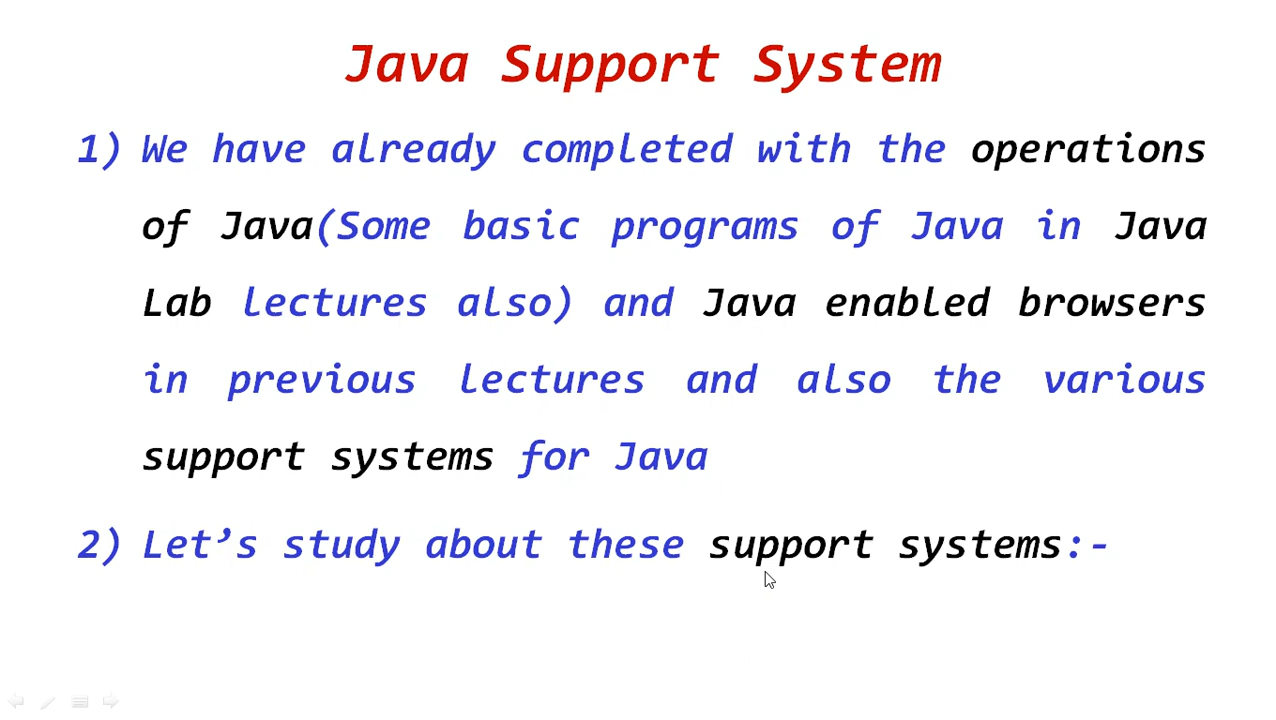 Java Support System
1) We have already completed with the operations
of Java(Some basic programs of Java in Java
Lab lectures also) and Java enabled browsers
in previous lectures and also the various
support systems for Java
2) Let’s study about these support systems:-